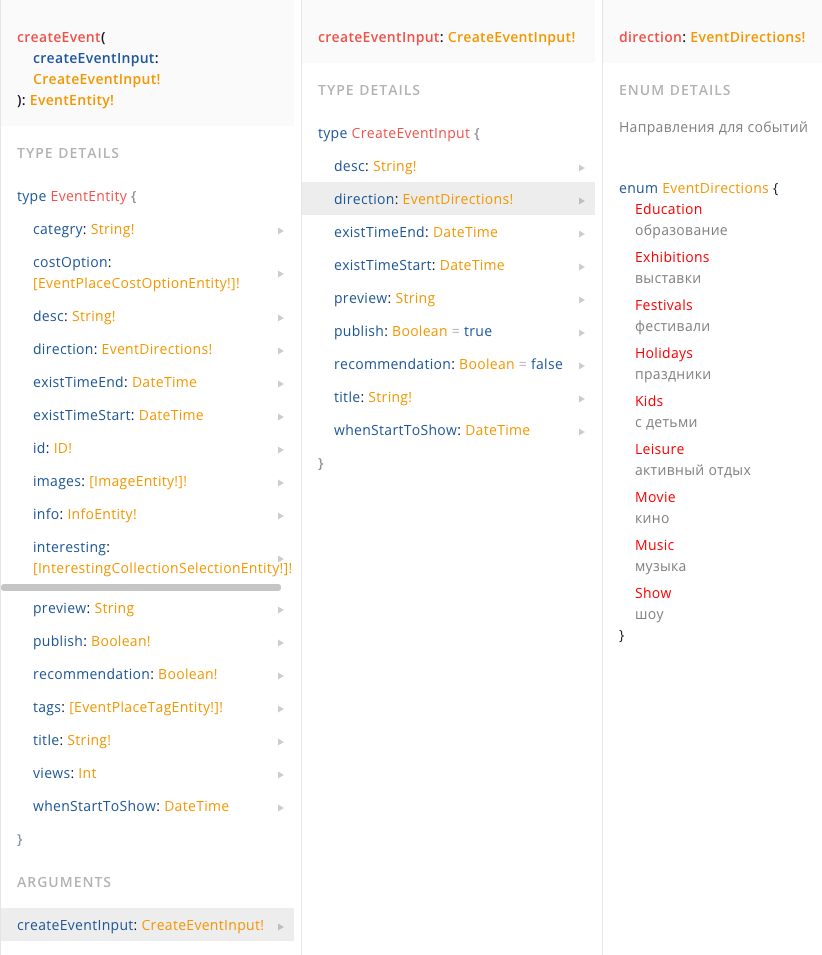 createEvent(
createEventInput:
CreateEventInput!
): EventEntity!
TYPE DETAILS
type EventEntity {
categry: String!
costOption:
[EventPlaceCostOptionEntity!]!
desc: String!
direction: EventDirections!
existTimeEnd: DateTime
existTimeStart: DateTime
id: ID!
images: [ImageEntity!]!
info: InfoEntity!
interesting:
[InterestingCollectionSelectionEntity!]!
preview: String
publish: Boolean!
recommendation: Boolean!
tags: [EventPlaceTagEntity!]!
title: String!
views: Int
whenStartToShow: DateTime
}
ARGUMENTS
createEventInput: CreateEventInput!
createEventInput: CreateEventInput!
TYPE DETAILS
type CreateEventInput {
desc: String!
direction: EventDirections!
existTimeEnd: DateTime
existTimeStart: DateTime
preview: String
publish: Boolean = true
recommendation: Boolean = false
title: String!
whenStartToShow: DateTime
}
direction: EventDirections!
ENUM DETAILS
Направления для событий
enum EventDirections {
Education
образование
Exhibitions
выставки
Festivals
фестивали
Holidays
праздники
Kids
с детьми
Leisure
активный отдых
Movie
кино
Music
музыка
Show
шоу
}